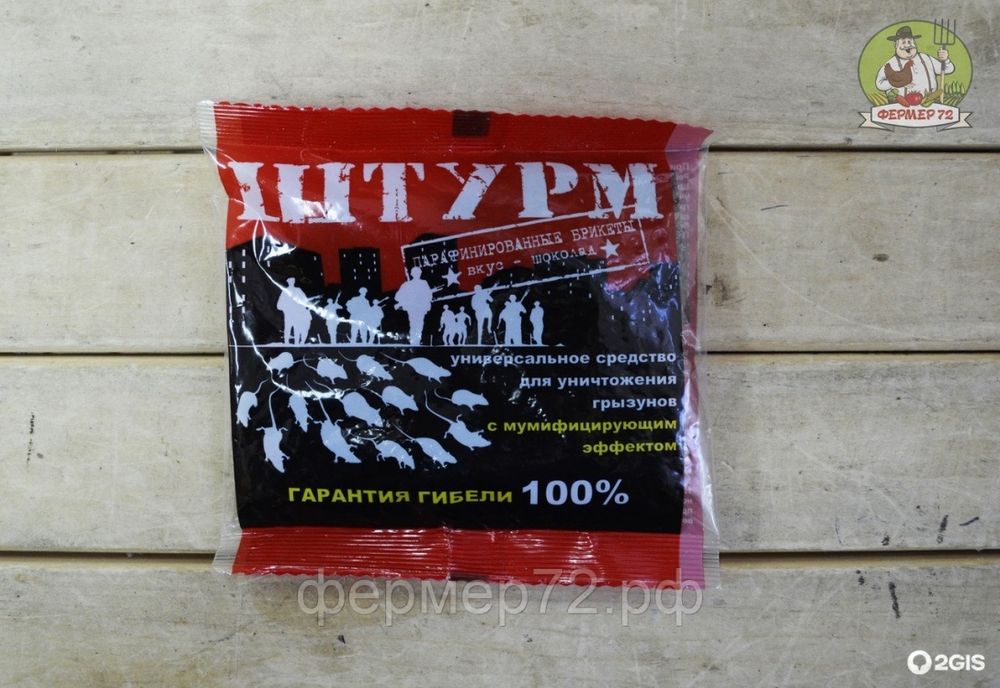 ФЕРМЕР 72
ШТУРМ
ПАРАФИНИРОВАННЫЕ БРИКЕТЫ
вкус - шоколад
универсальное средство
для уничтожения
грызунов
с мумифицирующим
эффектом
ГАРАНТИЯ ГИБЕЛИ 100%
фермер72.рф
2GIS